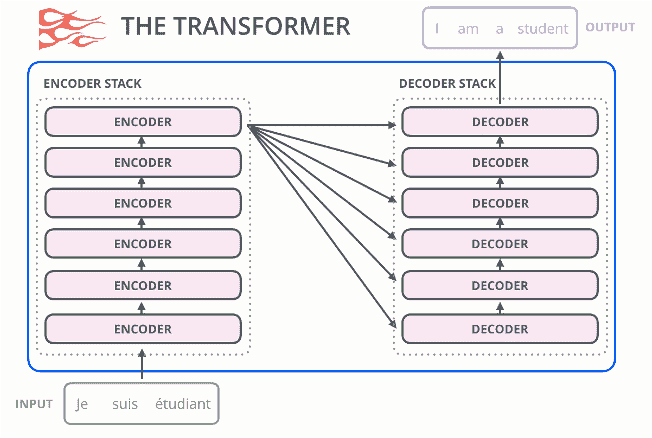 THE TRANSFORMER
I am a student
OUTPUT
ENCODER STACK
DECODER STACK
ENCODER
DECODER
ENCODER
DECODER
ENCODER
DECODER
ENCODER
DECODER
ENCODER
DECODER
ENCODER
DECODER
INPUT
Je suis étudiant